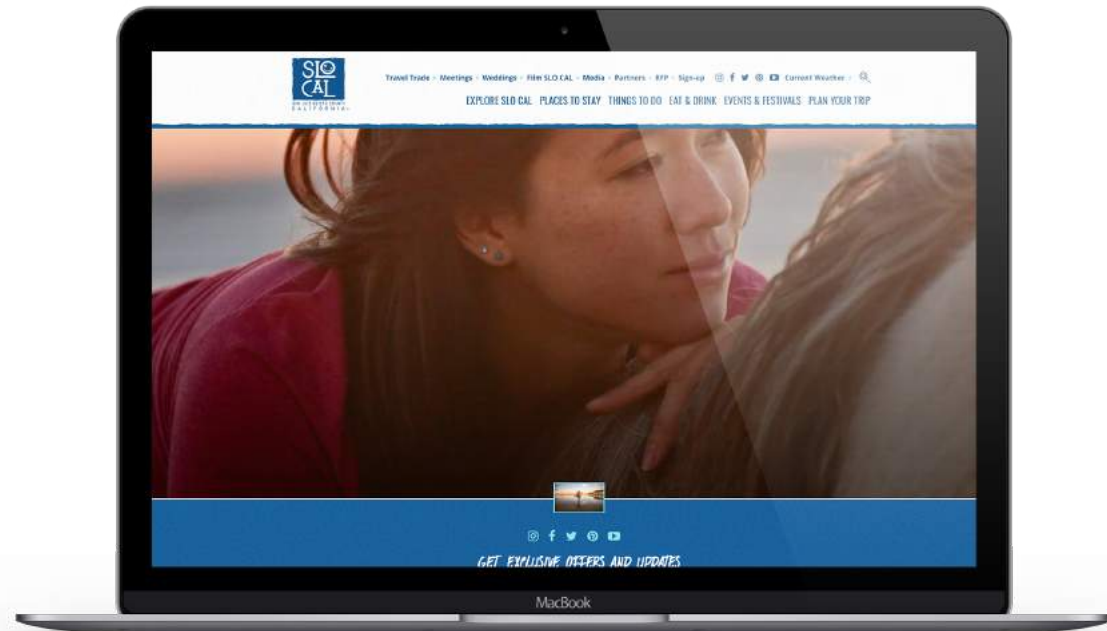 SLO
CAL
CALIFORNIA
Travel Trade Meetings Weddings Film SLO CAL Media Partners RFP Sign-up Current Weather
EXPLORE SLO CAL PLACES TO STAY THINGS TO DO EAT & DRINK EVENTS & FESTIVALS PLAN YOUR TRIP
GET EXCLUSIVE OFFERS AND UPDATES
MacBook